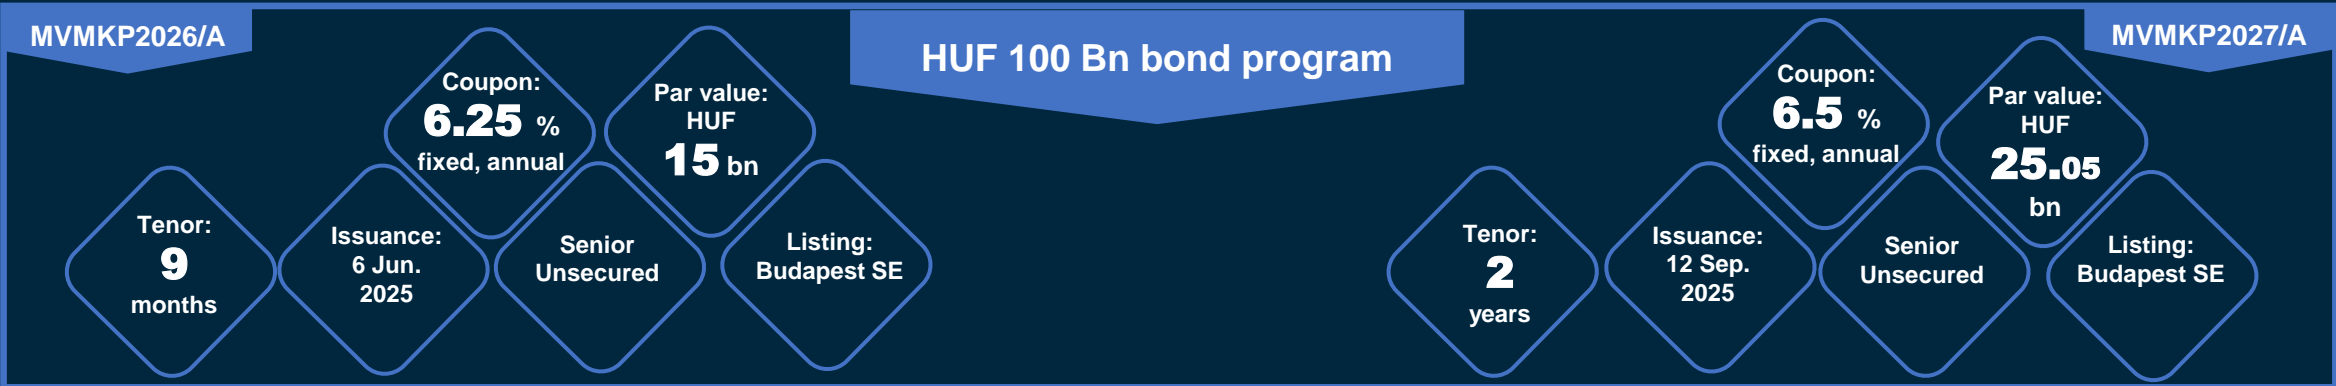 MVMKP2026/A
HUF 100 Bn bond program
MVMKP2027/A
Coupon:
6.25 %
fixed, annual
Par value:
HUF
15 bn
Tenor:
9
months
Issuance:
6 Jun.
2025
Senior
Unsecured
Listing:
Budapest SE
Coupon:
6.5 %
fixed, annual
Par value:
HUF
25.05
bn
Tenor:
2
years
Issuance:
12 Sep.
2025
Senior
Unsecured
Listing:
Budapest SE